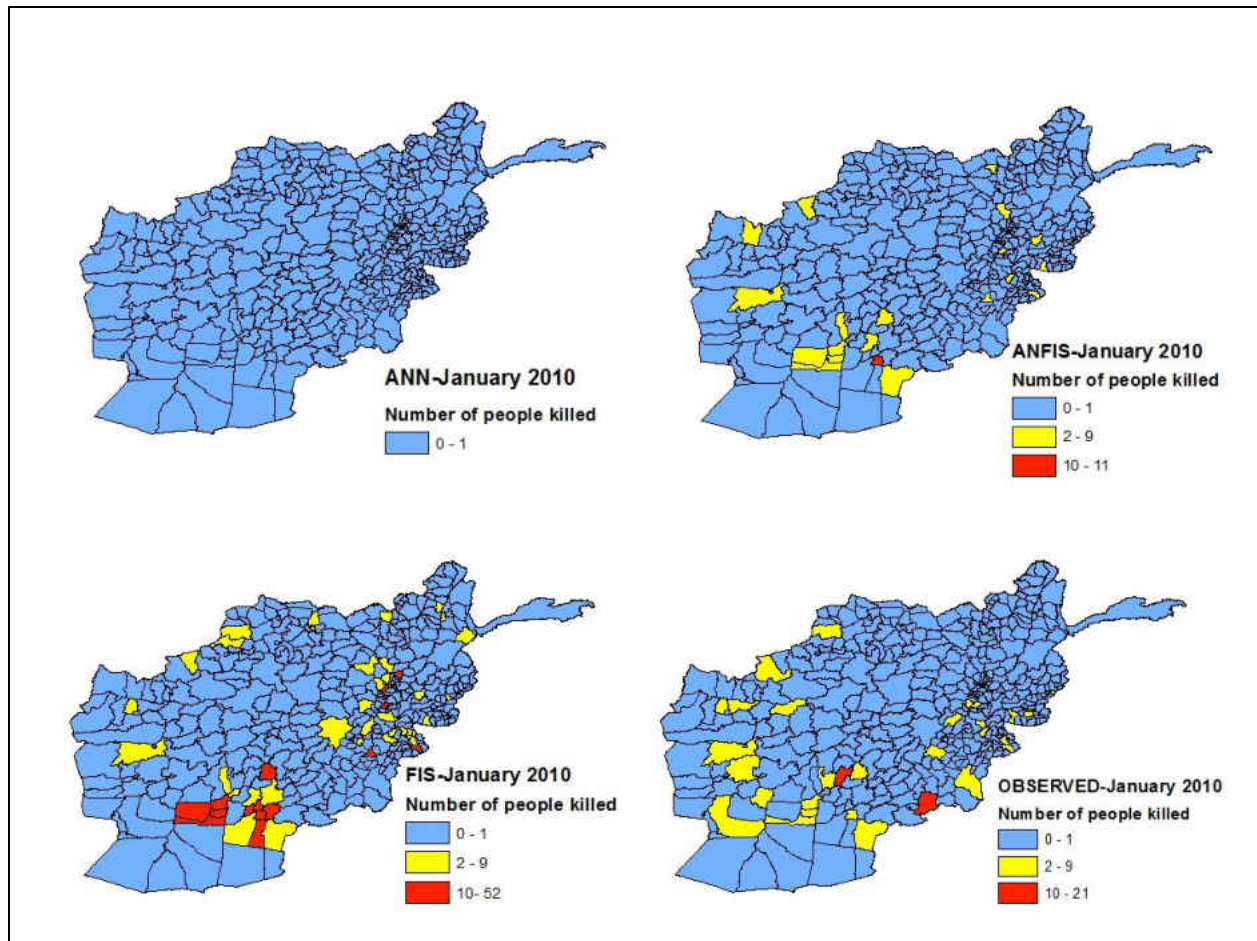 ANN-January 2010
Number of people killed
0 - 1
ANFIS-January 2010
Number of people killed
0 - 1
2 - 9
10 - 11
FIS-January 2010
Number of people killed
0 - 1
2 - 9
10- 52
OBSERVED-January 2010
Number of people killed
0 - 1
2 - 9
10 - 21